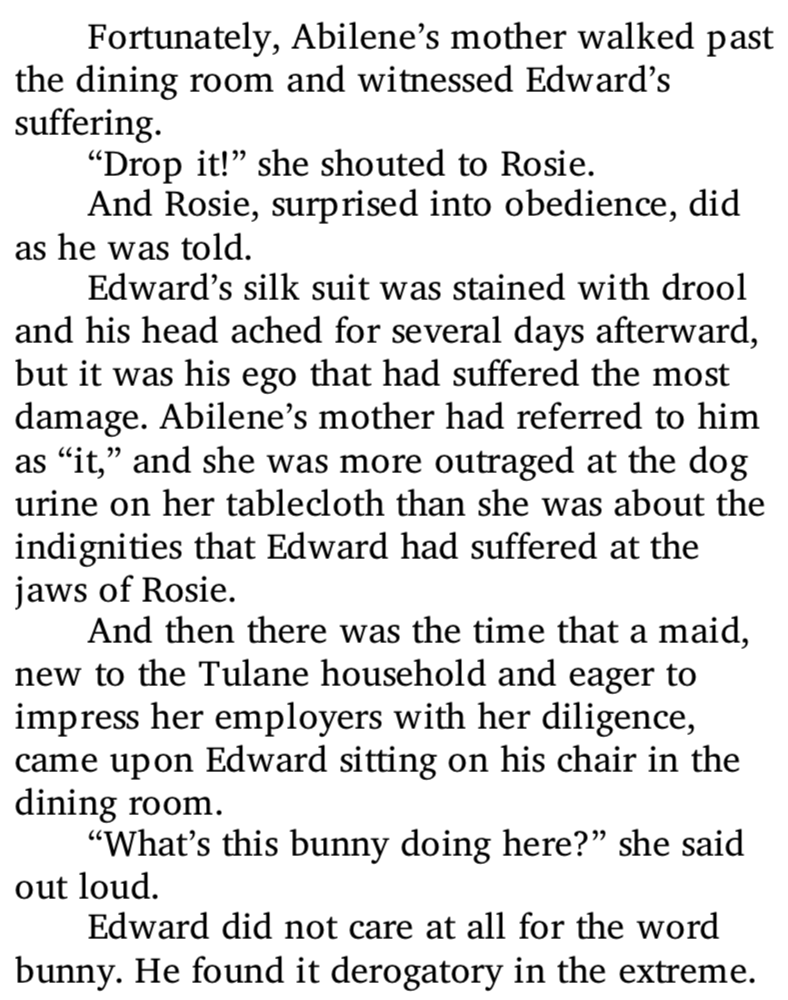 Fortunately, Abilene’s mother walked past
the dining room and witnessed Edward’s
suffering.
“Drop it!” she shouted to Rosie.
And Rosie, surprised into obedience, did
as he was told.
Edward’s silk suit was stained with drool
and his head ached for several days afterward,
but it was his ego that had suffered the most
damage. Abilene’s mother had referred to him
as “it,” and she was more outraged at the dog
urine on her tablecloth than she was about the
indignities that Edward had suffered at the
jaws of Rosie.
And then there was the time that a maid,
new to the Tulane household and eager to
impress her employers with her diligence,
came upon Edward sitting on his chair in the
dining room.
“What’s this bunny doing here?” she said
out loud.
Edward did not care at all for the word
bunny. He found it derogatory in the extreme.